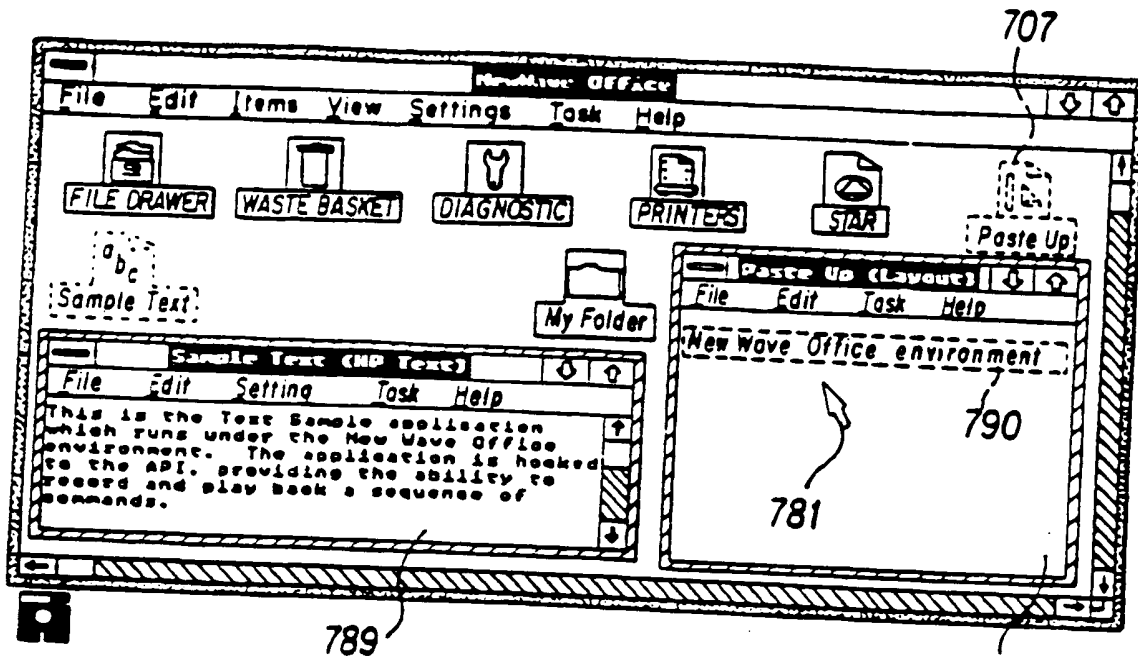 707
NewWave Office
File Edit Items View Settings Task Help
FILE DRAWER WASTE BASKET DIAGNOSTIC PRINTERS STAR Paste Up
abc
Sample Text
My Folder
Paste Up (Layout)
File Edit Task Help
New Wave Office environment
790
781
Sample Text (HP Text)
File Edit Setting Task Help
This is the Text Sample application
which runs under the New Wave Office
environment. The application is hooked
to the API, providing the ability to
record and play back a sequence of
commands.
789